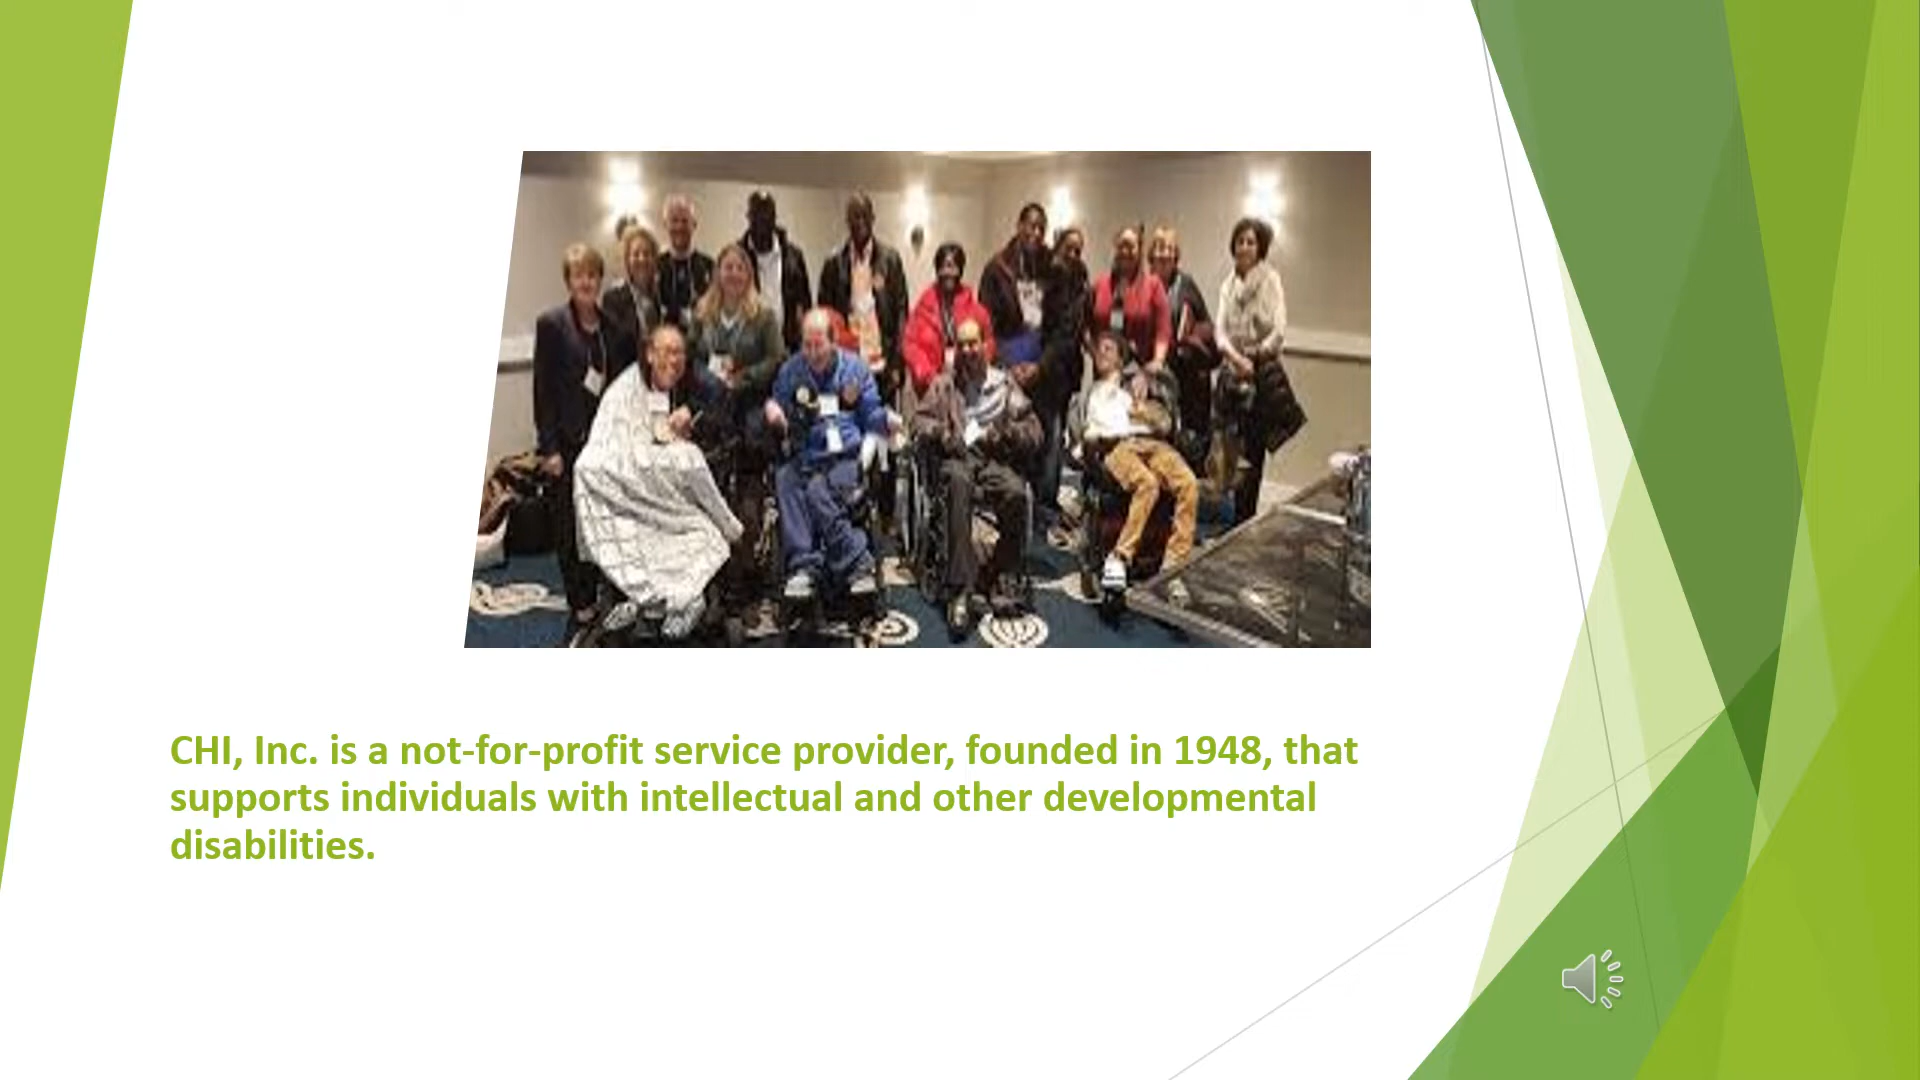 CHI, Inc. is a not-for-profit service provider, founded in 1948, that
supports individuals with intellectual and other developmental
disabilities.